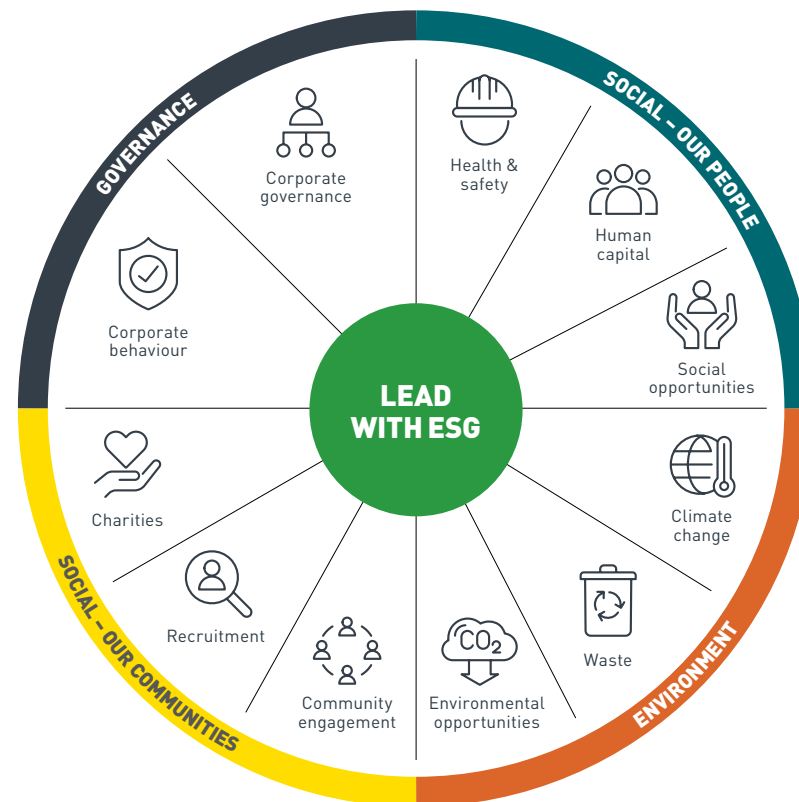 GOVERNANCE
SOCIAL – OUR PEOPLE
Corporate
governance
Health &
safety
Human
capital
Corporate
behaviour
Social
opportunities
LEAD
WITH ESG
Charities
Climate
change
Recruitment
Waste
CO₂
Community
engagement
Environmental
opportunities
SOCIAL – OUR COMMUNITIES
ENVIRONMENT